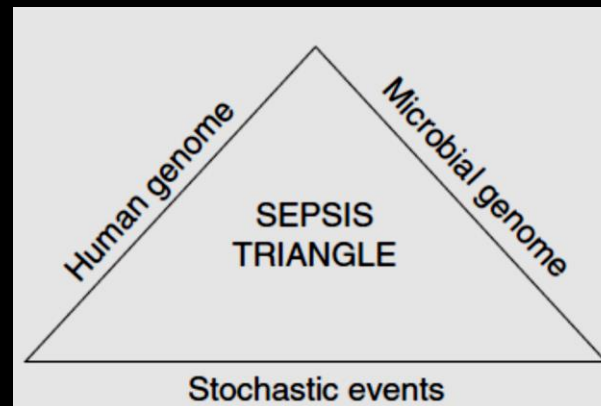 Human genome
Microbial genome
SEPSIS
TRIANGLE
Stochastic events